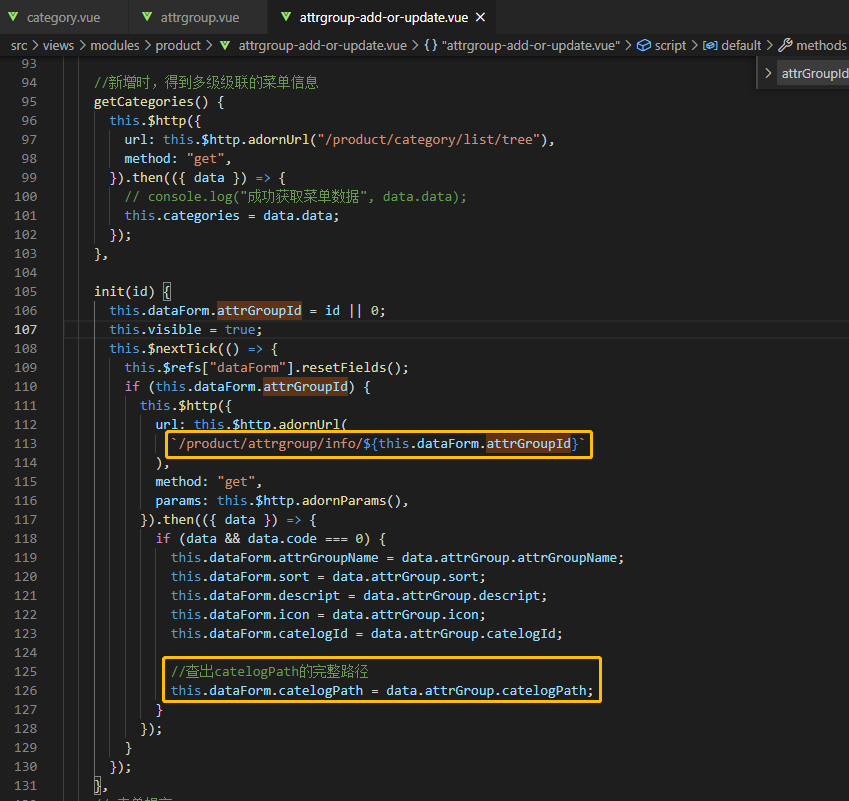 category.vue attrgroup.vue attrgroup-add-or-update.vue ×
src > views > modules > product > attrgroup-add-or-update.vue > {} "attrgroup-add-or-update.vue" > script > default > methods
> attrGroupId
93
94 //新增时，得到多级级联的菜单信息
95 getCategories() {
96 this.$http({
97 url: this.$http.adornUrl("/product/category/list/tree"),
98 method: "get",
99 }).then(({ data }) => {
100 // console.log("成功获取菜单数据", data.data);
101 this.categories = data.data;
102 });
103 },
104
105 init(id) {
106 this.dataForm.attrGroupId = id || 0;
107 this.visible = true;
108 this.$nextTick(() => {
109 this.$refs["dataForm"].resetFields();
110 if (this.dataForm.attrGroupId) {
111 this.$http({
112 url: this.$http.adornUrl(
113 `/product/attrgroup/info/${this.dataForm.attrGroupId}`
114 ),
115 method: "get",
116 params: this.$http.adornParams(),
117 }).then(({ data }) => {
118 if (data && data.code === 0) {
119 this.dataForm.attrGroupName = data.attrGroup.attrGroupName;
120 this.dataForm.sort = data.attrGroup.sort;
121 this.dataForm.descript = data.attrGroup.descript;
122 this.dataForm.icon = data.attrGroup.icon;
123 this.dataForm.catelogId = data.attrGroup.catelogId;
124
125 //查出catelogPath的完整路径
126 this.dataForm.catelogPath = data.attrGroup.catelogPath;
127 }
128 });
129 }
130 });
131 },